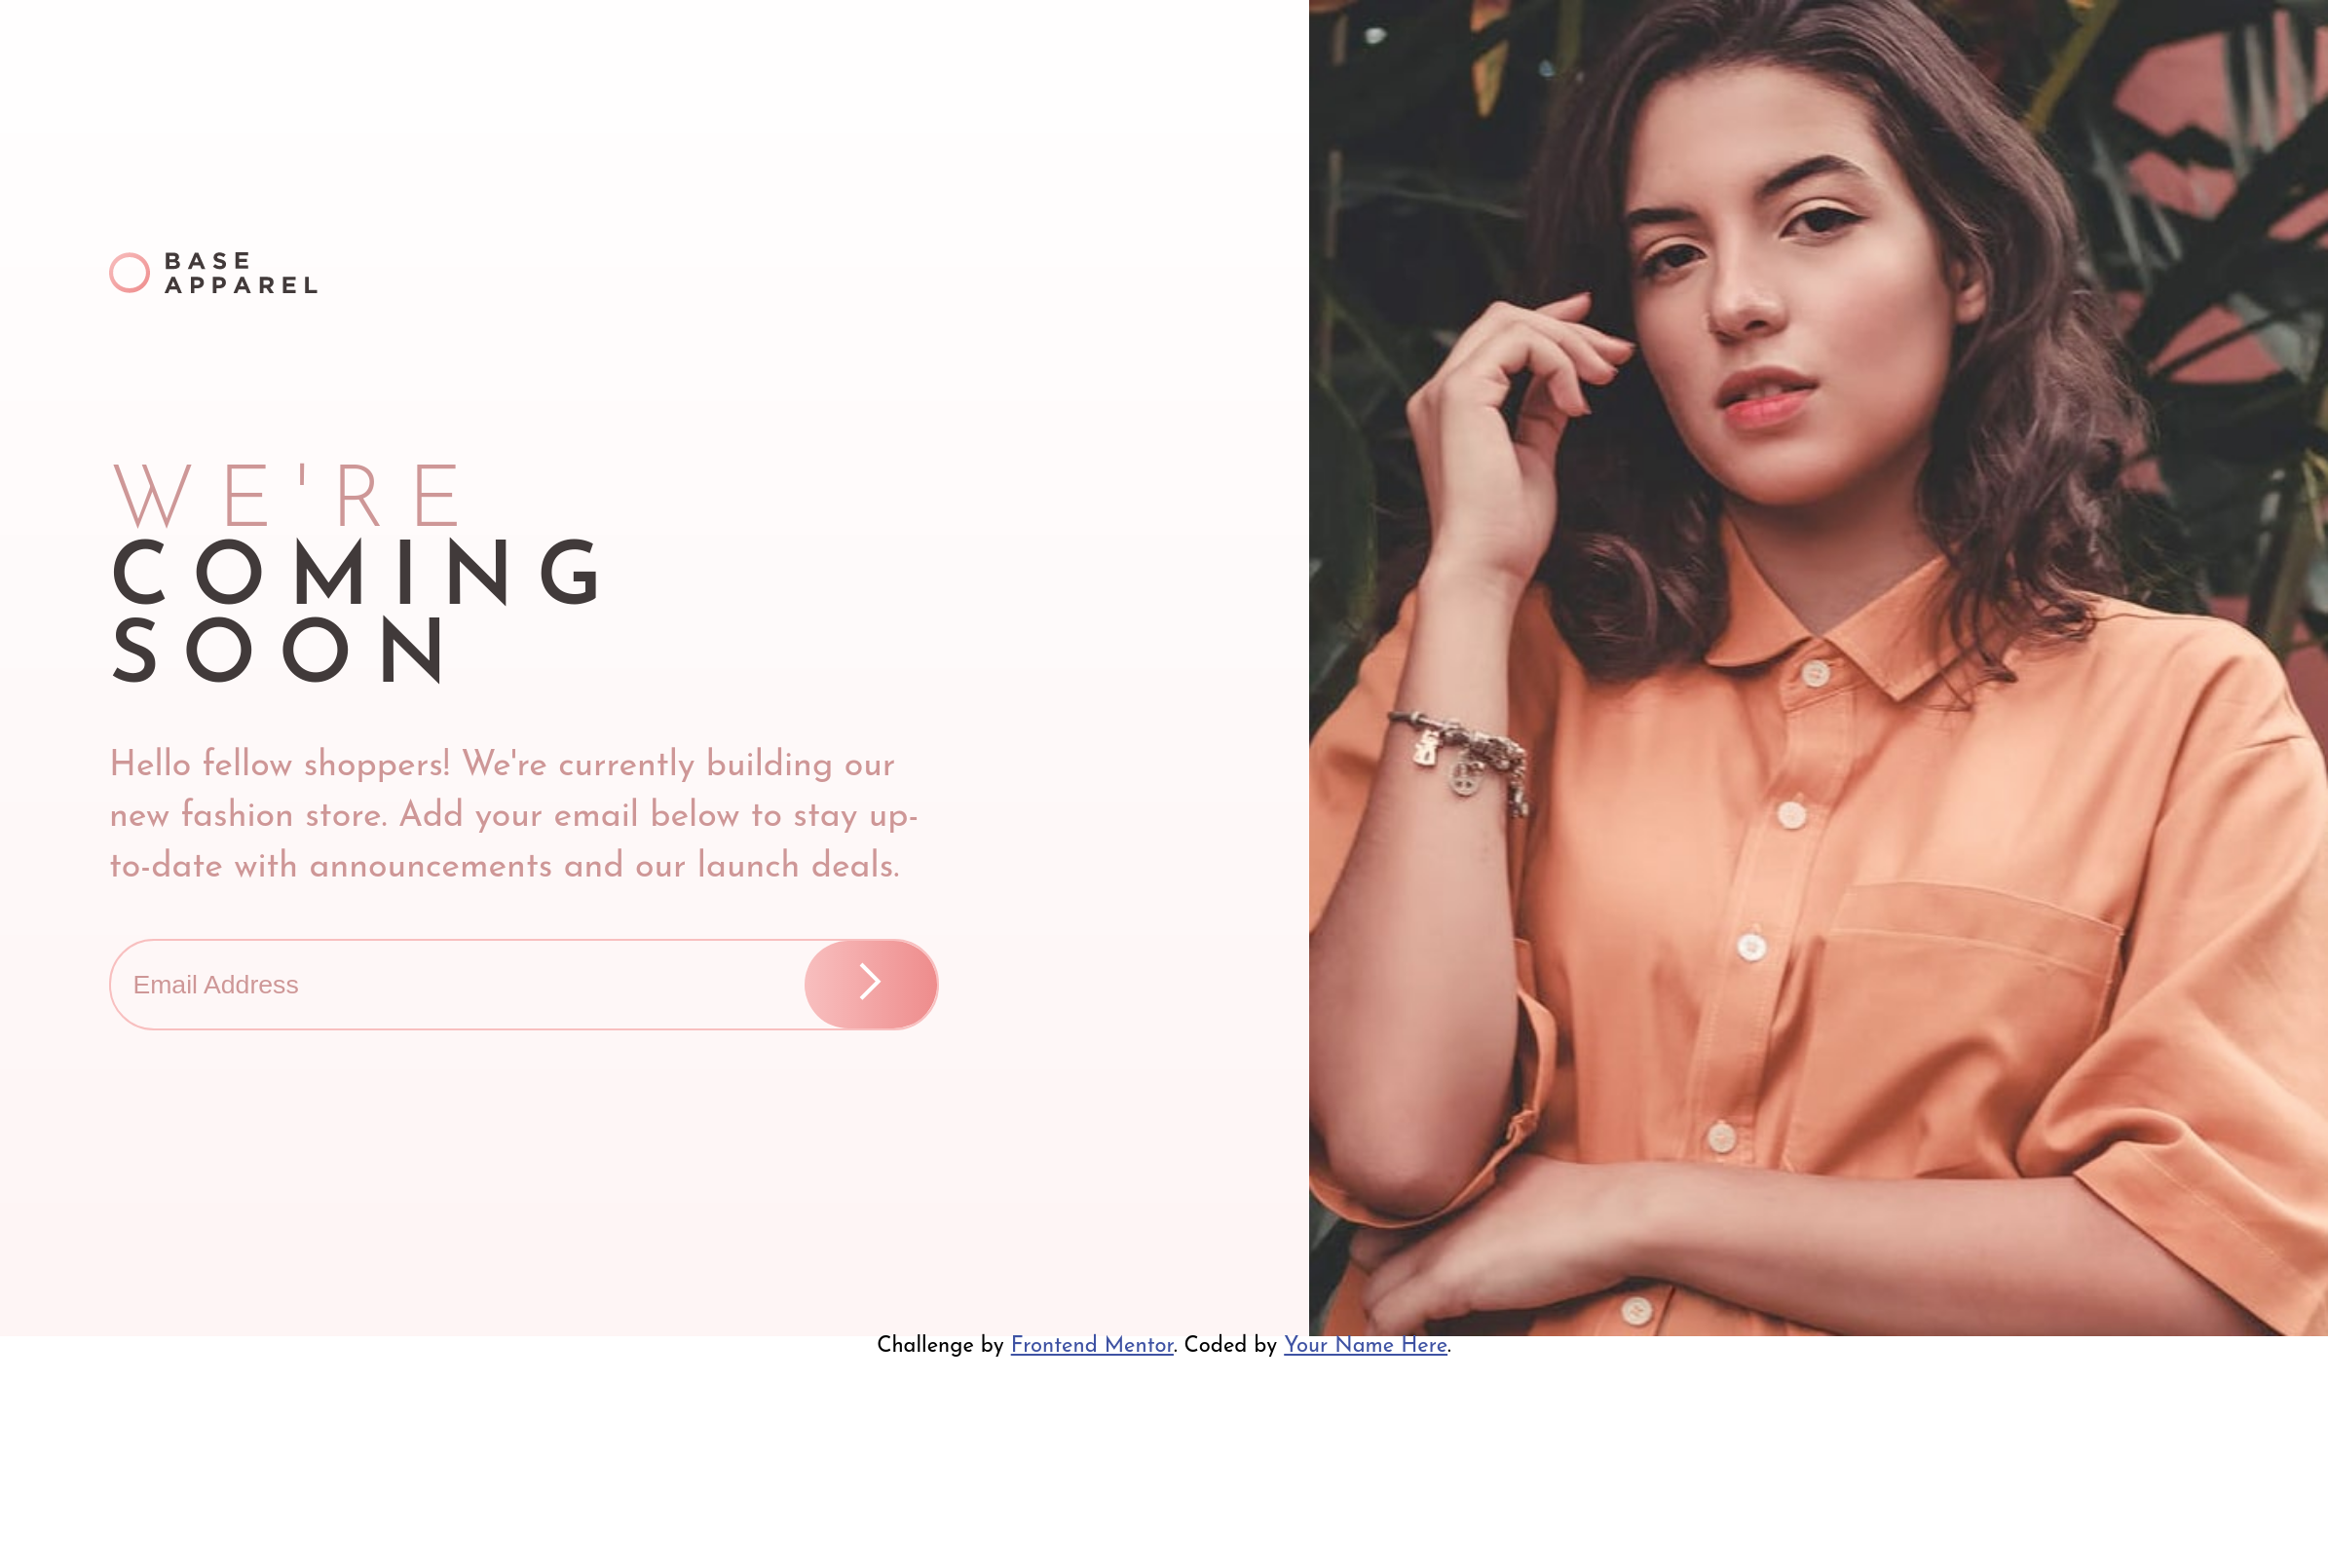 BASE
APPAREL
WE'RE
COMING
SOON
Hello fellow shoppers! We're currently building our
new fashion store. Add your email below to stay up-
to-date with announcements and our launch deals.
Email Address
Challenge by Frontend Mentor. Coded by Your Name Here.